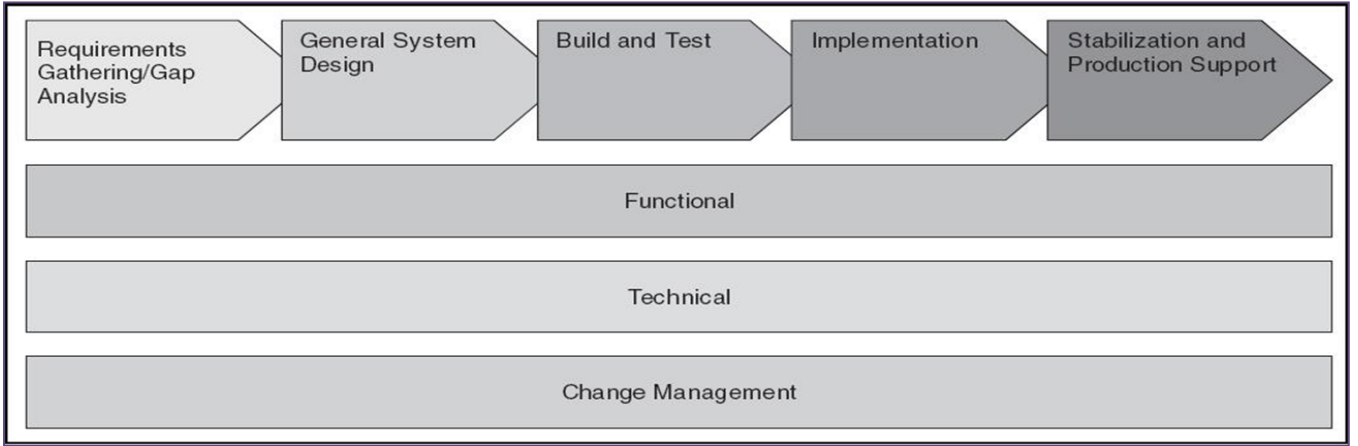 Requirements
Gathering/Gap
Analysis
General System
Design
Build and Test
Implementation
Stabilization and
Production Support
Functional
Technical
Change Management